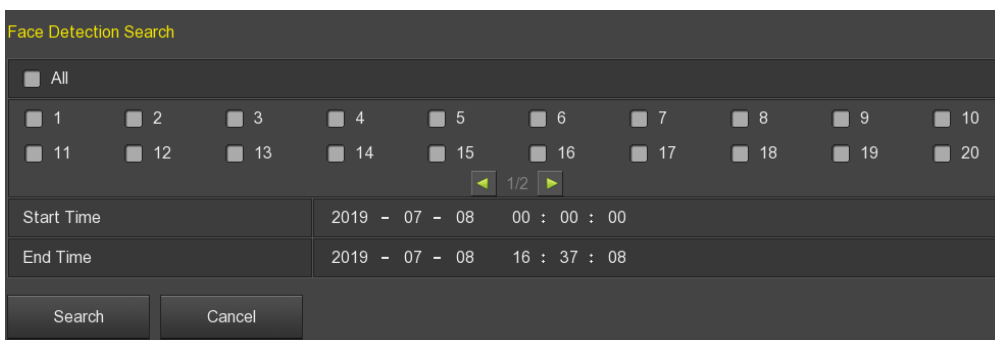 Face Detection Search
All
1 2 3 4 5 6 7 8 9 10
11 12 13 14 15 16 17 18 19 20
1/2
Start Time 2019 - 07 - 08 00 : 00 : 00
End Time 2019 - 07 - 08 16 : 37 : 08
Search Cancel